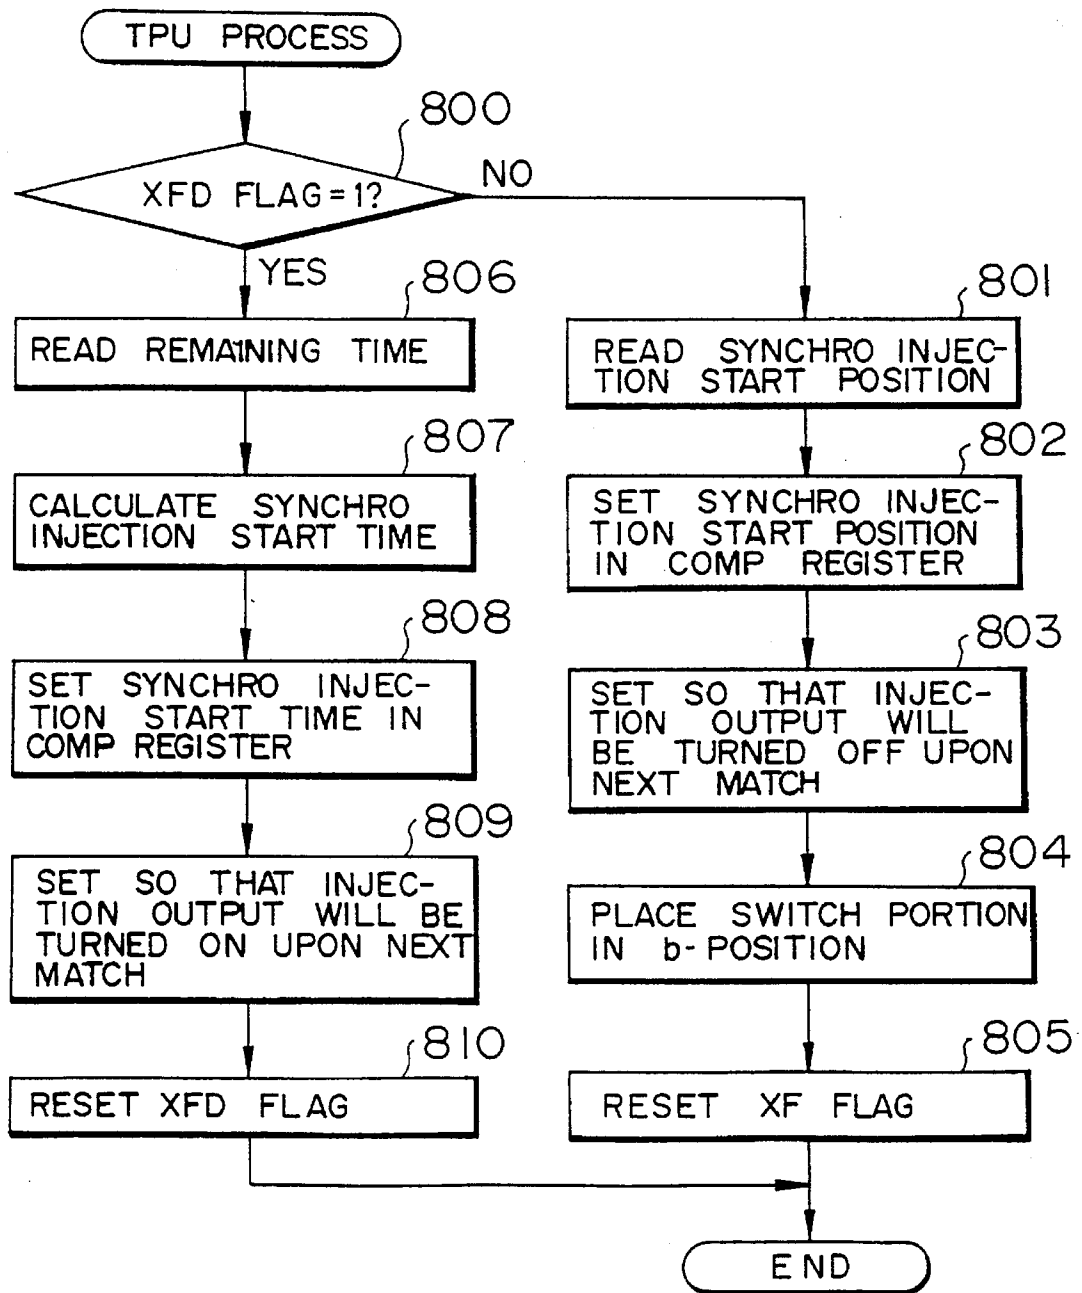 TPU PROCESS
800
XFD FLAG=1?
NO
YES
806
READ REMAINING TIME
807
CALCULATE SYNCHRO
INJECTION START TIME
808
SET SYNCHRO INJEC-
TION START TIME IN
COMP REGISTER
809
SET SO THAT INJEC-
TION OUTPUT WILL BE
TURNED ON UPON NEXT
MATCH
810
RESET XFD FLAG
801
READ SYNCHRO INJEC-
TION START POSITION
802
SET SYNCHRO INJEC-
TION START POSITION
IN COMP REGISTER
803
SET SO THAT INJEC-
TION OUTPUT WILL
BE TURNED OFF UPON
NEXT MATCH
804
PLACE SWITCH PORTION
IN b-POSITION
805
RESET XF FLAG
END